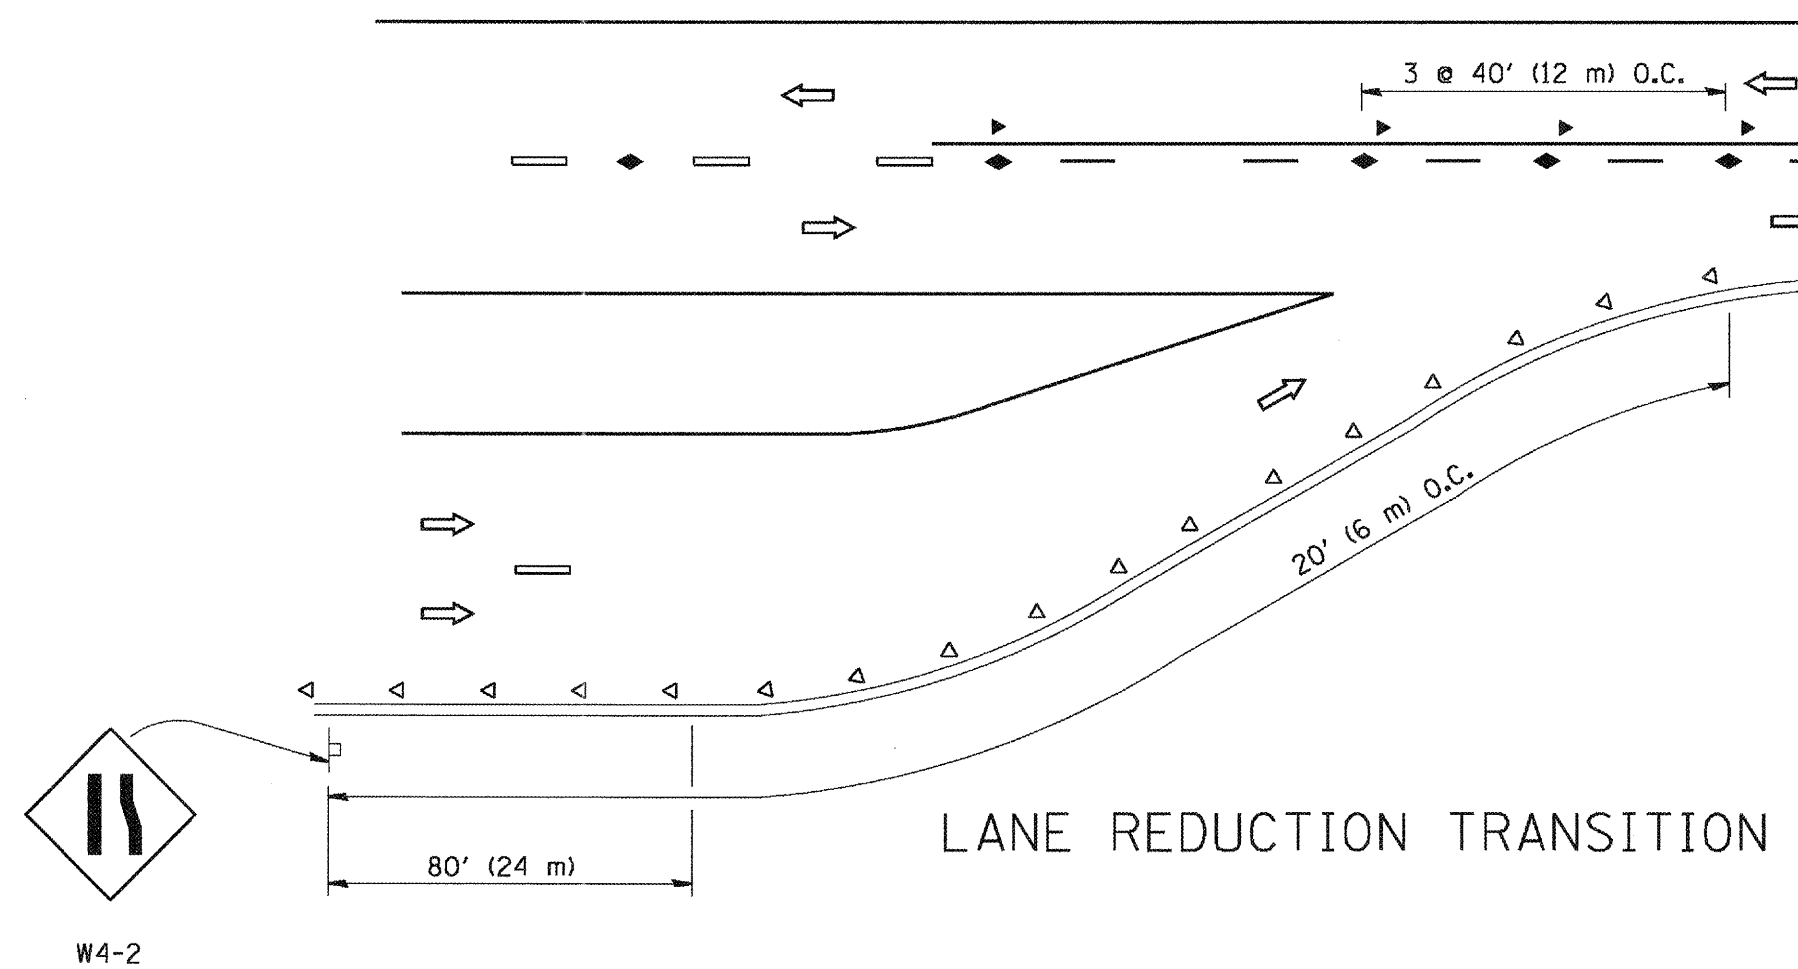 3 @ 40' (12 m) O.C.
20' (6 m) O.C.
LANE REDUCTION TRANSITION
80' (24 m)
W4-2